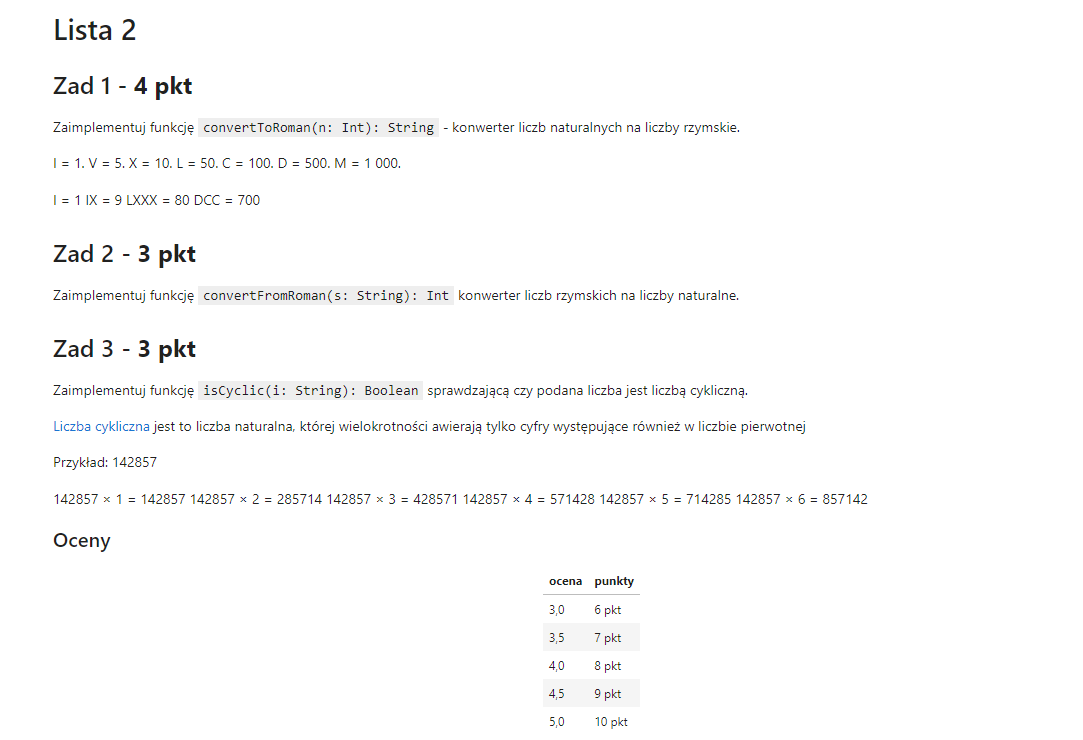 Lista 2
Zad 1 - 4 pkt
Zaimplementuj funkcję convertToRoman(n: Int): String - konwerter liczb naturalnych na liczby rzymskie.
I = 1. V = 5. X = 10. L = 50. C = 100. D = 500. M = 1 000.
I = 1 IX = 9 LXXX = 80 DCC = 700
Zad 2 - 3 pkt
Zaimplementuj funkcję convertFromRoman(s: String): Int konwerter liczb rzymskich na liczby naturalne.
Zad 3 - 3 pkt
Zaimplementuj funkcję isCyclic(i: String): Boolean sprawdzającą czy podana liczba jest liczbą cykliczną.
Liczba cykliczna jest to liczba naturalna, której wielokrotności awierają tylko cyfry występujące również w liczbie pierwotnej
Przykład: 142857
142857 × 1 = 142857 142857 × 2 = 285714 142857 × 3 = 428571 142857 × 4 = 571428 142857 × 5 = 714285 142857 × 6 = 857142
Oceny
ocena punkty
3,0 6 pkt
3,5 7 pkt
4,0 8 pkt
4,5 9 pkt
5,0 10 pkt